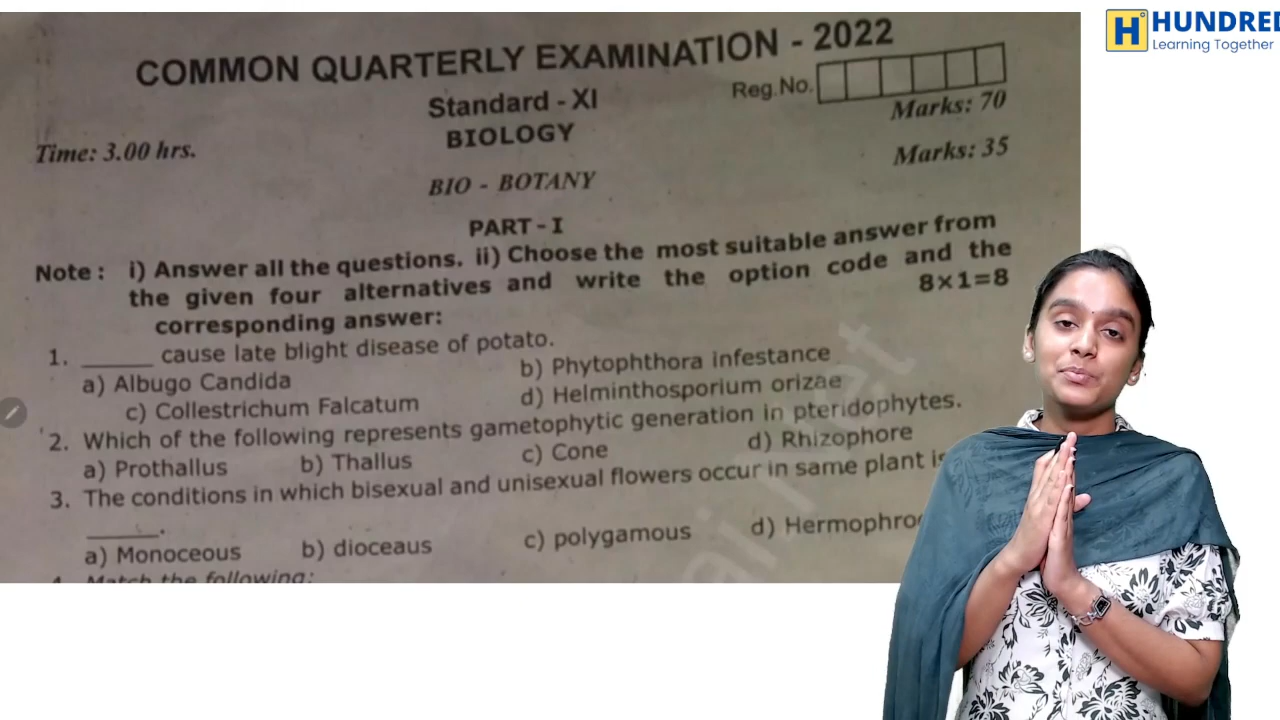 HUNDRED
Learning Together
COMMON QUARTERLY EXAMINATION - 2022
Standard - XI
Reg.No.
BIOLOGY
Marks: 70
Time: 3.00 hrs.
BIO - BOTANY
Marks: 35
PART - I
Note : i) Answer all the questions. ii) Choose the most suitable answer from
the given four alternatives and write the option code and the
corresponding answer: 8×1=8
1. ______ cause late blight disease of potato.
a) Albugo Candida b) Phytophthora infestance
c) Collestrichum Falcatum d) Helminthosporium orizae
2. Which of the following represents gametophytic generation in pteridophytes.
a) Prothallus b) Thallus c) Cone d) Rhizophore
3. The conditions in which bisexual and unisexual flowers occur in same plant is
______.
a) Monoceous b) dioceaus c) polygamous d) Hermophro
4. Match the following: